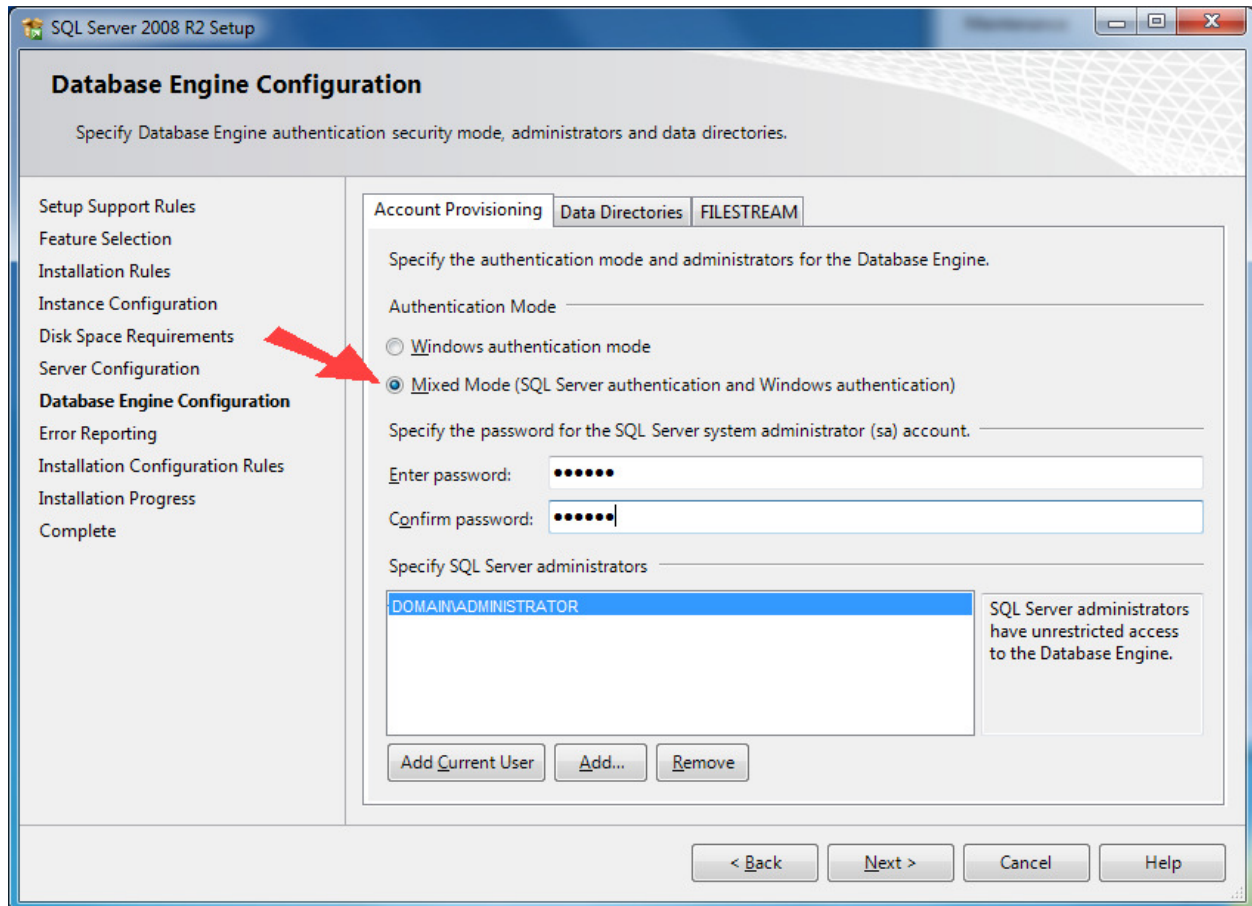 SQL Server 2008 R2 Setup
Database Engine Configuration
Specify Database Engine authentication security mode, administrators and data directories.
Setup Support Rules
Feature Selection
Installation Rules
Instance Configuration
Disk Space Requirements
Server Configuration
Database Engine Configuration
Error Reporting
Installation Configuration Rules
Installation Progress
Complete
Account Provisioning Data Directories FILESTREAM
Specify the authentication mode and administrators for the Database Engine.
Authentication Mode
Windows authentication mode
Mixed Mode (SQL Server authentication and Windows authentication)
Specify the password for the SQL Server system administrator (sa) account.
Enter password: ●●●●●●
Confirm password: ●●●●●●
Specify SQL Server administrators
DOMAIN\ADMINISTRATOR
SQL Server administrators
have unrestricted access
to the Database Engine.
Add Current User Add... Remove
< Back Next > Cancel Help